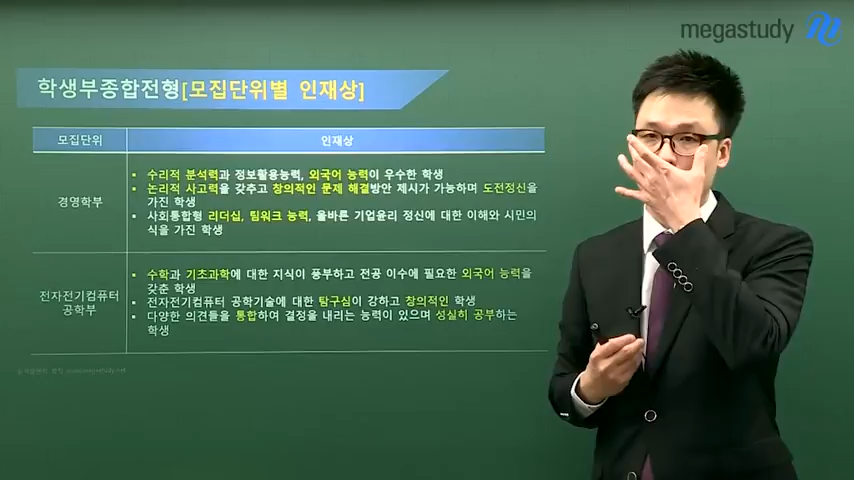 megastudy
학생부종합전형[모집단위별 인재상]
모집단위
인재상
경영학부
• 수리적 분석력과 정보활용능력, 외국어 능력이 우수한 학생
• 논리적 사고력을 갖추고 창의적인 문제 해결방안 제시가 가능하며 도전정신을
가진 학생
• 사회통합형 리더십, 팀워크 능력, 올바른 기업윤리 정신에 대한 이해와 시민의
식을 가진 학생
전자전기컴퓨터
공학부
• 수학과 기초과학에 대한 지식이 풍부하고 전공 이수에 필요한 외국어 능력을
갖춘 학생
• 전자전기컴퓨터 공학기술에 대한 탐구심이 강하고 창의적인 학생
• 다양한 의견들을 통합하여 결정을 내리는 능력이 있으며 성실히 공부하는
학생